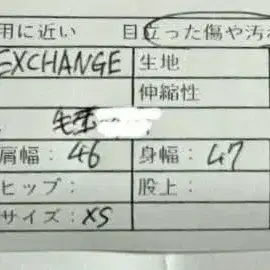 用に近い 目立った傷や汚
EXCHANGE 生地
伸縮性
肩幅: 46 身幅: 47
ヒップ: 股上:
サイズ: XS